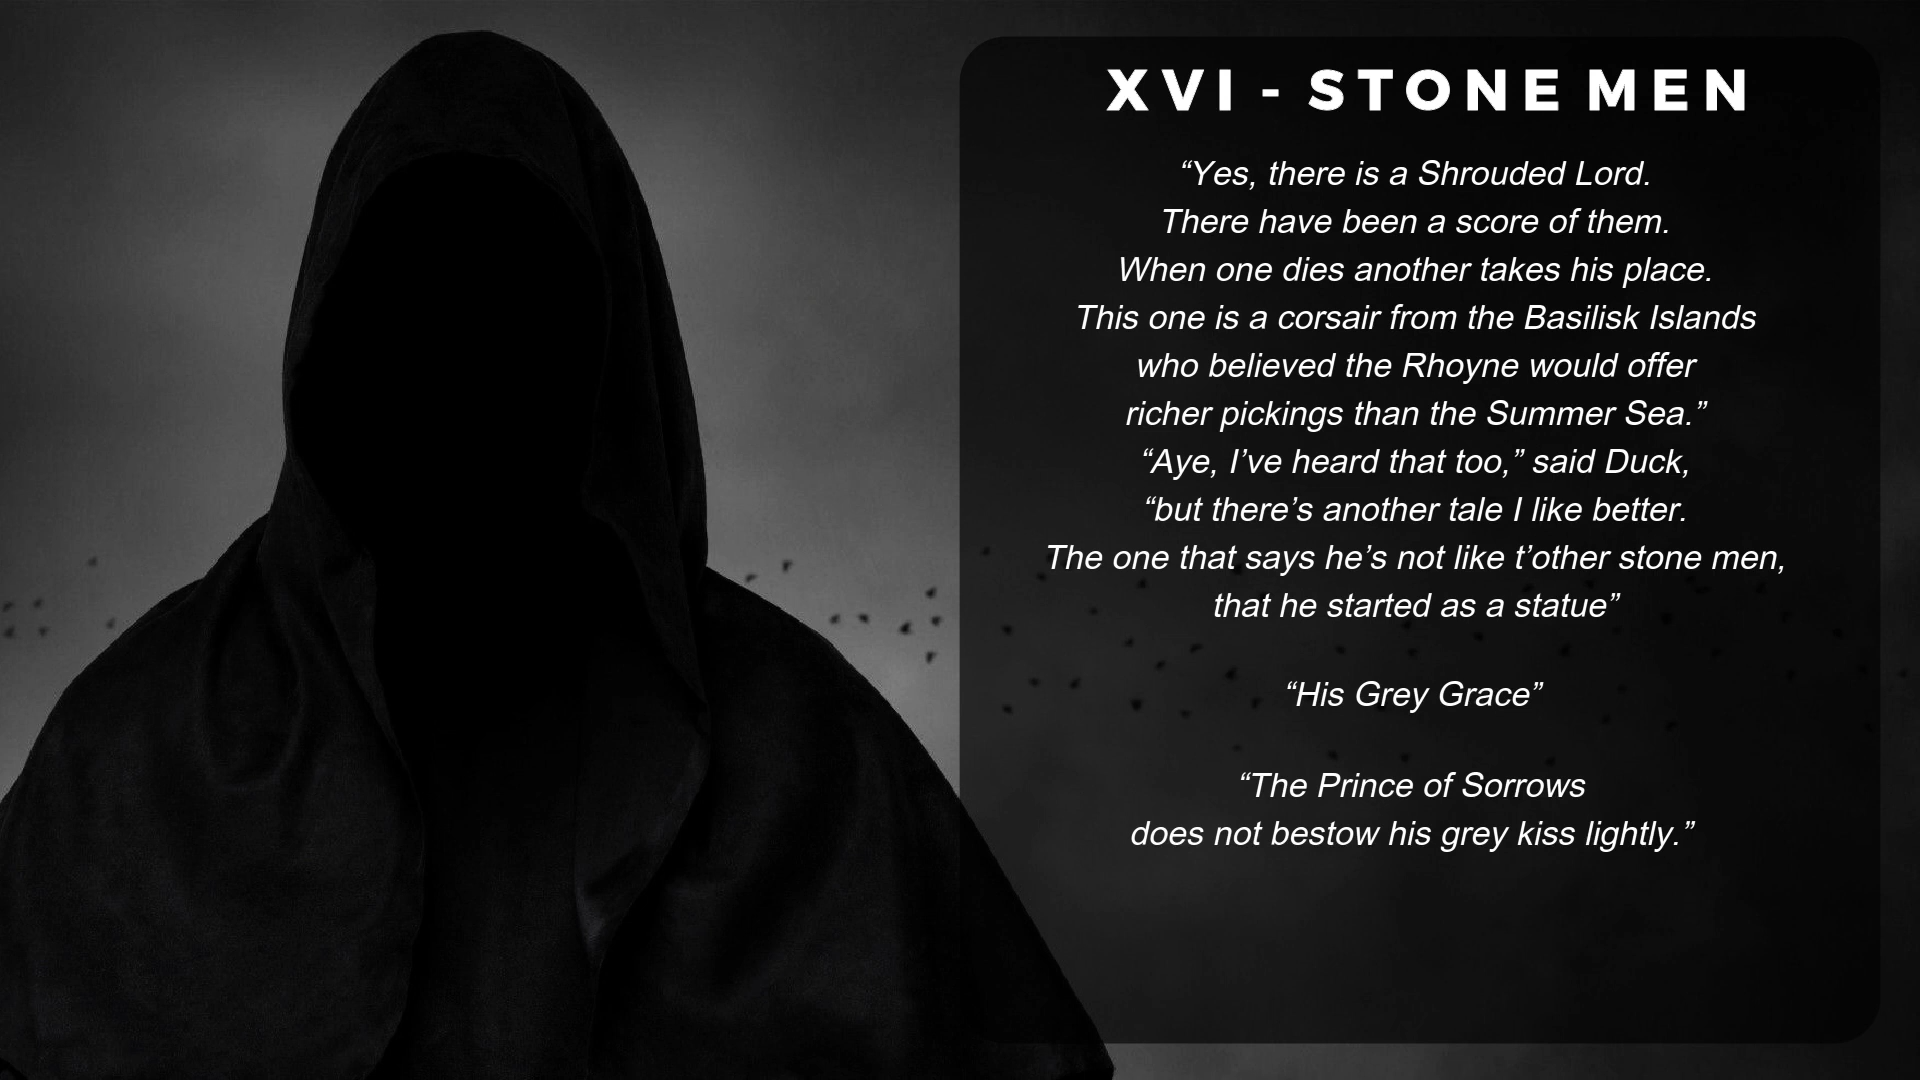 XVI - STONE MEN
“Yes, there is a Shrouded Lord.
There have been a score of them.
When one dies another takes his place.
This one is a corsair from the Basilisk Islands
who believed the Rhoyne would offer
richer pickings than the Summer Sea.”
“Aye, I’ve heard that too,” said Duck,
“but there’s another tale I like better.
The one that says he’s not like t’other stone men,
that he started as a statue”
“His Grey Grace”
“The Prince of Sorrows
does not bestow his grey kiss lightly.”